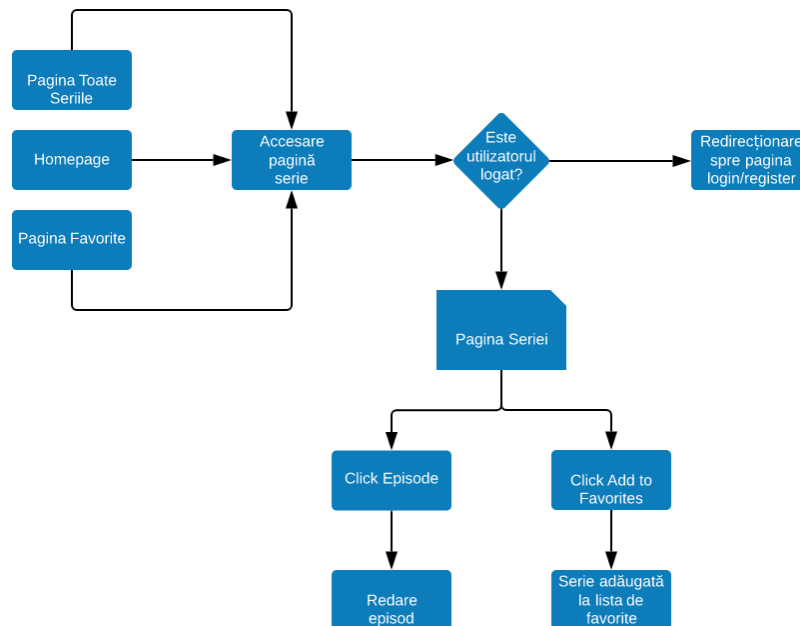 Pagina Toate
Seriile
Homepage
Pagina Favorite
Accesare
pagină
serie
Este
utilizatorul
logat?
Redirecționare
spre pagina
login/register
Pagina Seriei
Click Episode
Click Add to
Favorites
Redare
episod
Serie adăugată
la lista de
favorite